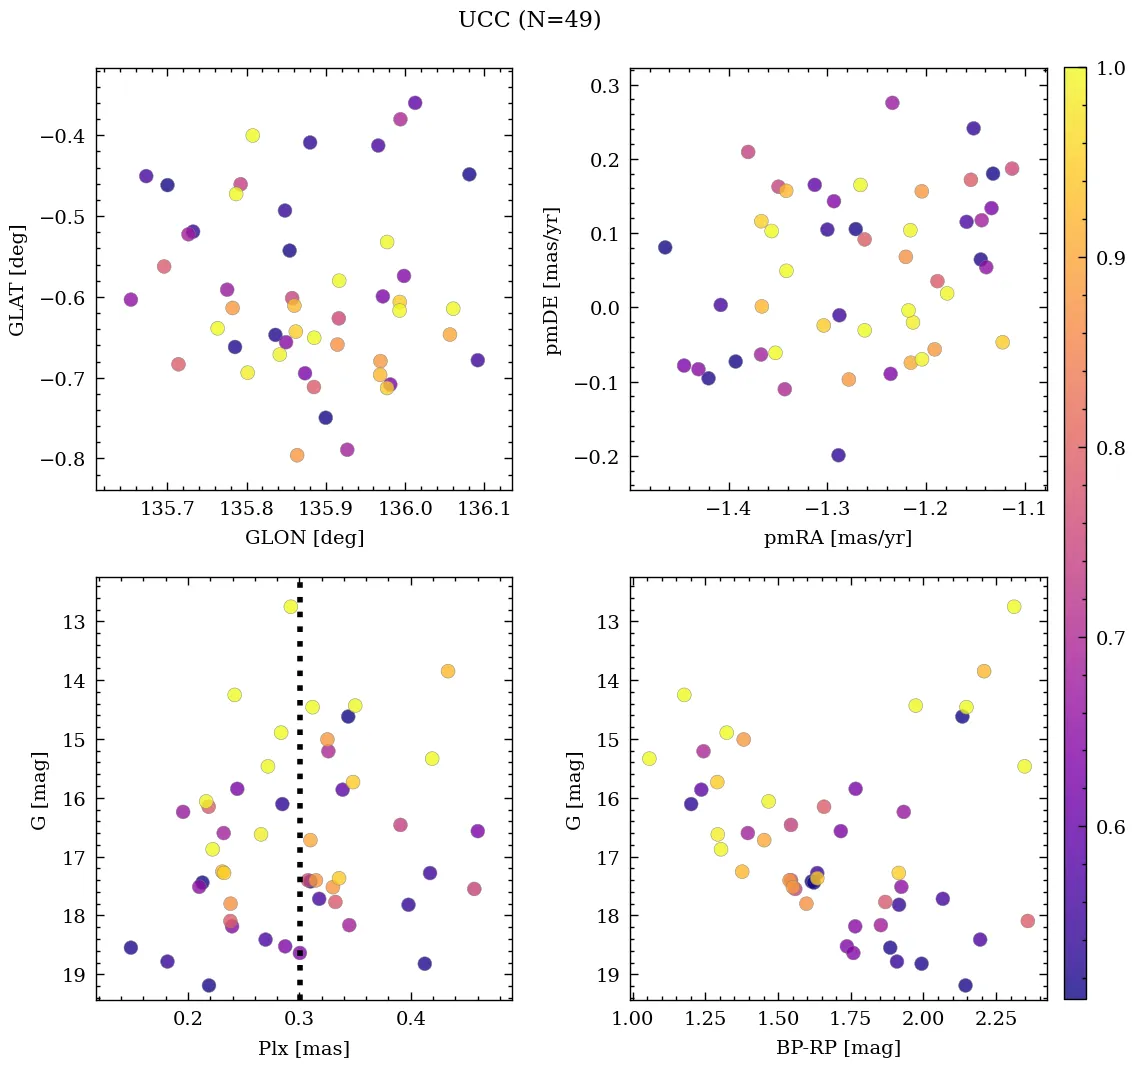 UCC (N=49)
−0.4
−0.5
−0.6
−0.7
−0.8
GLAT [deg]
135.7 135.8 135.9 136.0 136.1
GLON [deg]
0.3
0.2
0.1
0.0
−0.1
−0.2
pmDE [mas/yr]
−1.4 −1.3 −1.2 −1.1
pmRA [mas/yr]
1.0
0.9
0.8
0.7
0.6
13
14
15
16
17
18
19
G [mag]
0.2 0.3 0.4
Plx [mas]
13
14
15
16
17
18
19
G [mag]
1.00 1.25 1.50 1.75 2.00 2.25
BP-RP [mag]